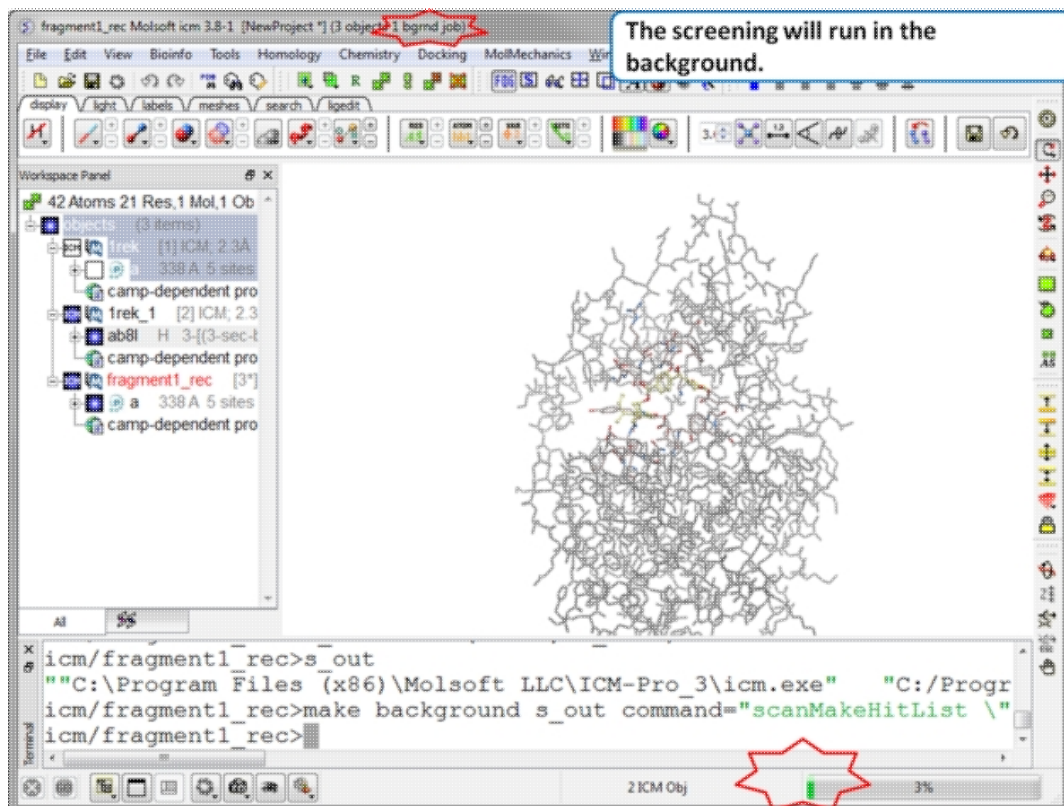 fragment1_rec Molsoft icm 3.8-1 [NewProject *] (3 object 1 bgrnd job)
The screening will run in the
background.
File Edit View Bioinfo Tools Homology Chemistry Docking MolMechanics
display light labels meshes search ligedit
Workspace Panel
42 Atoms 21 Res,1 Mol,1 Ob
objects (3 items)
1rek [1] ICM; 2.3A
a 338 A 5 sites
camp-dependent pro
1rek_1 [2] ICM; 2.3
ab8l H 3-[(3-sec-b
camp-dependent pro
fragment1_rec [3*]
a 338 A 5 sites
camp-dependent pro
All
icm/fragment1_rec>s_out
""C:\Program Files (x86)\Molsoft LLC\ICM-Pro_3\icm.exe" "C:/Progr
icm/fragment1_rec>make background s_out command="scanMakeHitList \"
icm/fragment1_rec>
Terminal
2 ICM Obj 3%